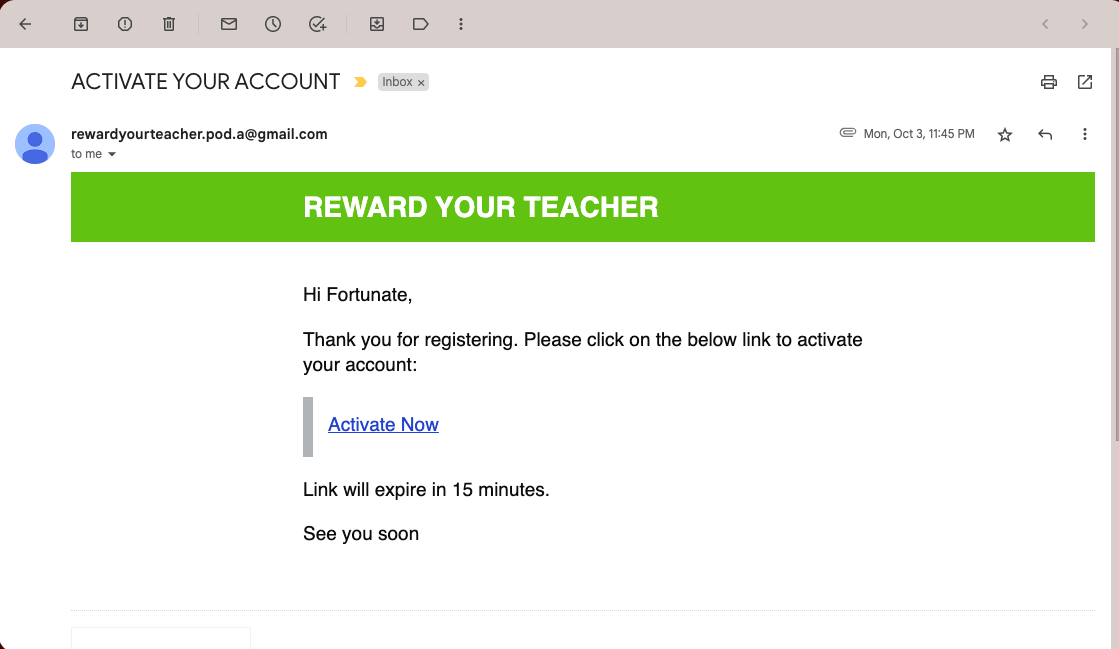 ACTIVATE YOUR ACCOUNT
Inbox ×
rewardyourteacher.pod.a@gmail.com
Mon, Oct 3, 11:45 PM
to me
REWARD YOUR TEACHER
Hi Fortunate,
Thank you for registering. Please click on the below link to activate
your account:
Activate Now
Link will expire in 15 minutes.
See you soon